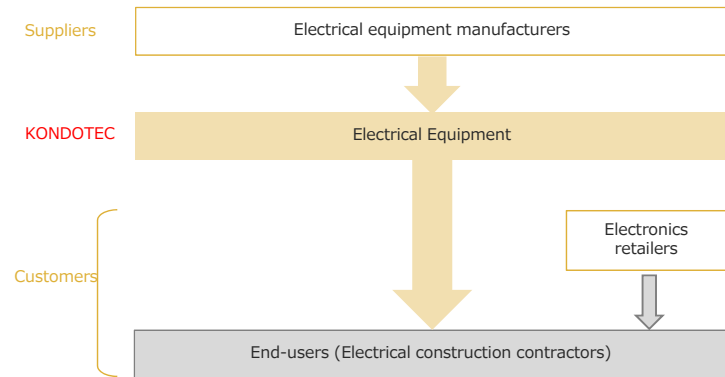 Suppliers
Electrical equipment manufacturers
KONDOTEC
Electrical Equipment
Electronics
retailers
Customers
End-users (Electrical construction contractors)